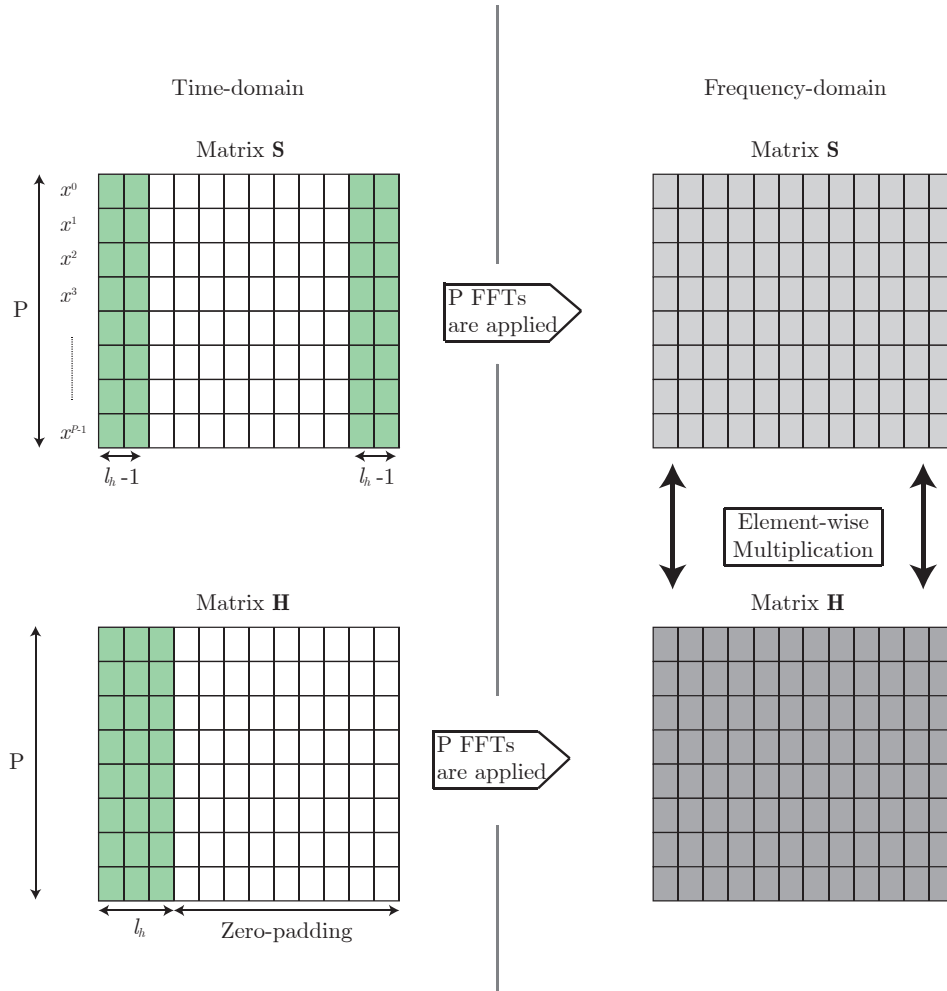 Time-domain
Frequency-domain
Matrix S
Matrix S
x⁰
x¹
x²
x³
P
xᴾ⁻¹
P FFTs
are applied
lₕ-1
lₕ-1
Element-wise
Multiplication
Matrix H
Matrix H
P
P FFTs
are applied
lₕ
Zero-padding